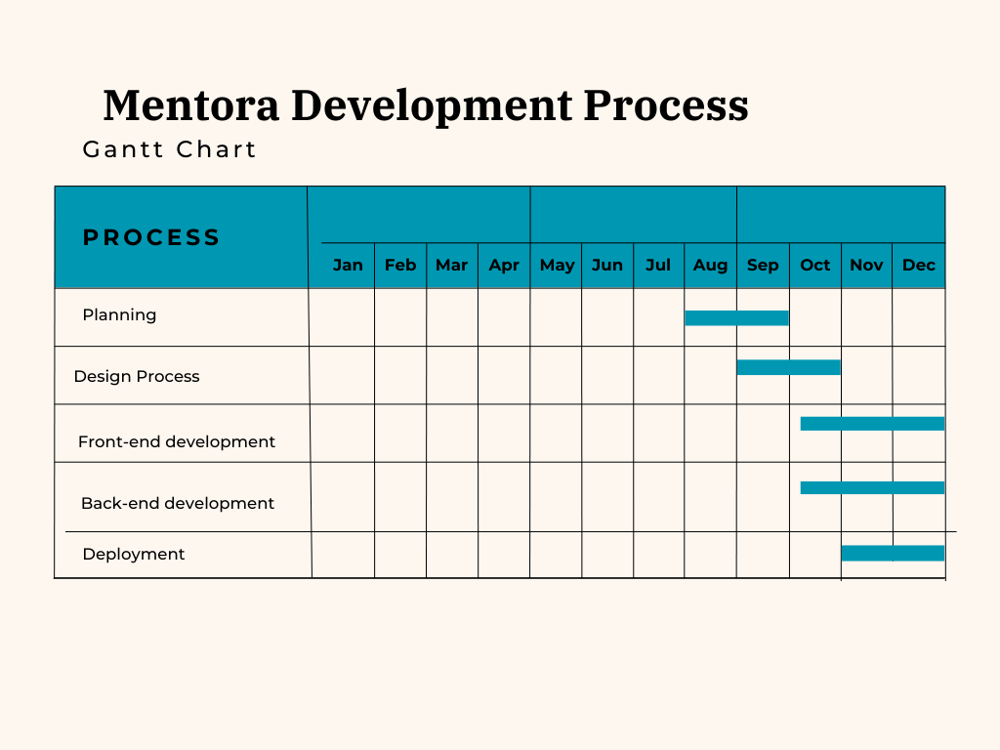 Mentora Development Process
Gantt Chart
PROCESS
Jan Feb Mar Apr May Jun Jul Aug Sep Oct Nov Dec
Planning
Design Process
Front-end development
Back-end development
Deployment